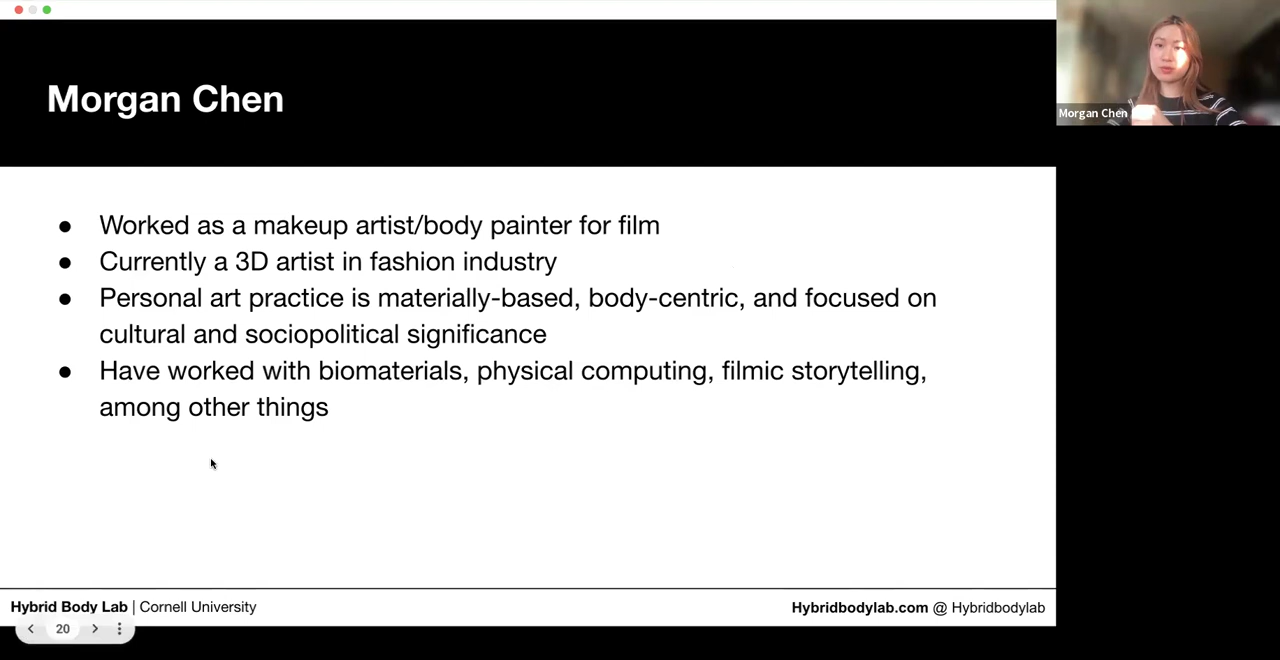 Morgan Chen
Morgan Chen
● Worked as a makeup artist/body painter for film
● Currently a 3D artist in fashion industry
● Personal art practice is materially-based, body-centric, and focused on
cultural and sociopolitical significance
● Have worked with biomaterials, physical computing, filmic storytelling,
among other things
Hybrid Body Lab | Cornell University
Hybridbodylab.com @ Hybridbodylab
20